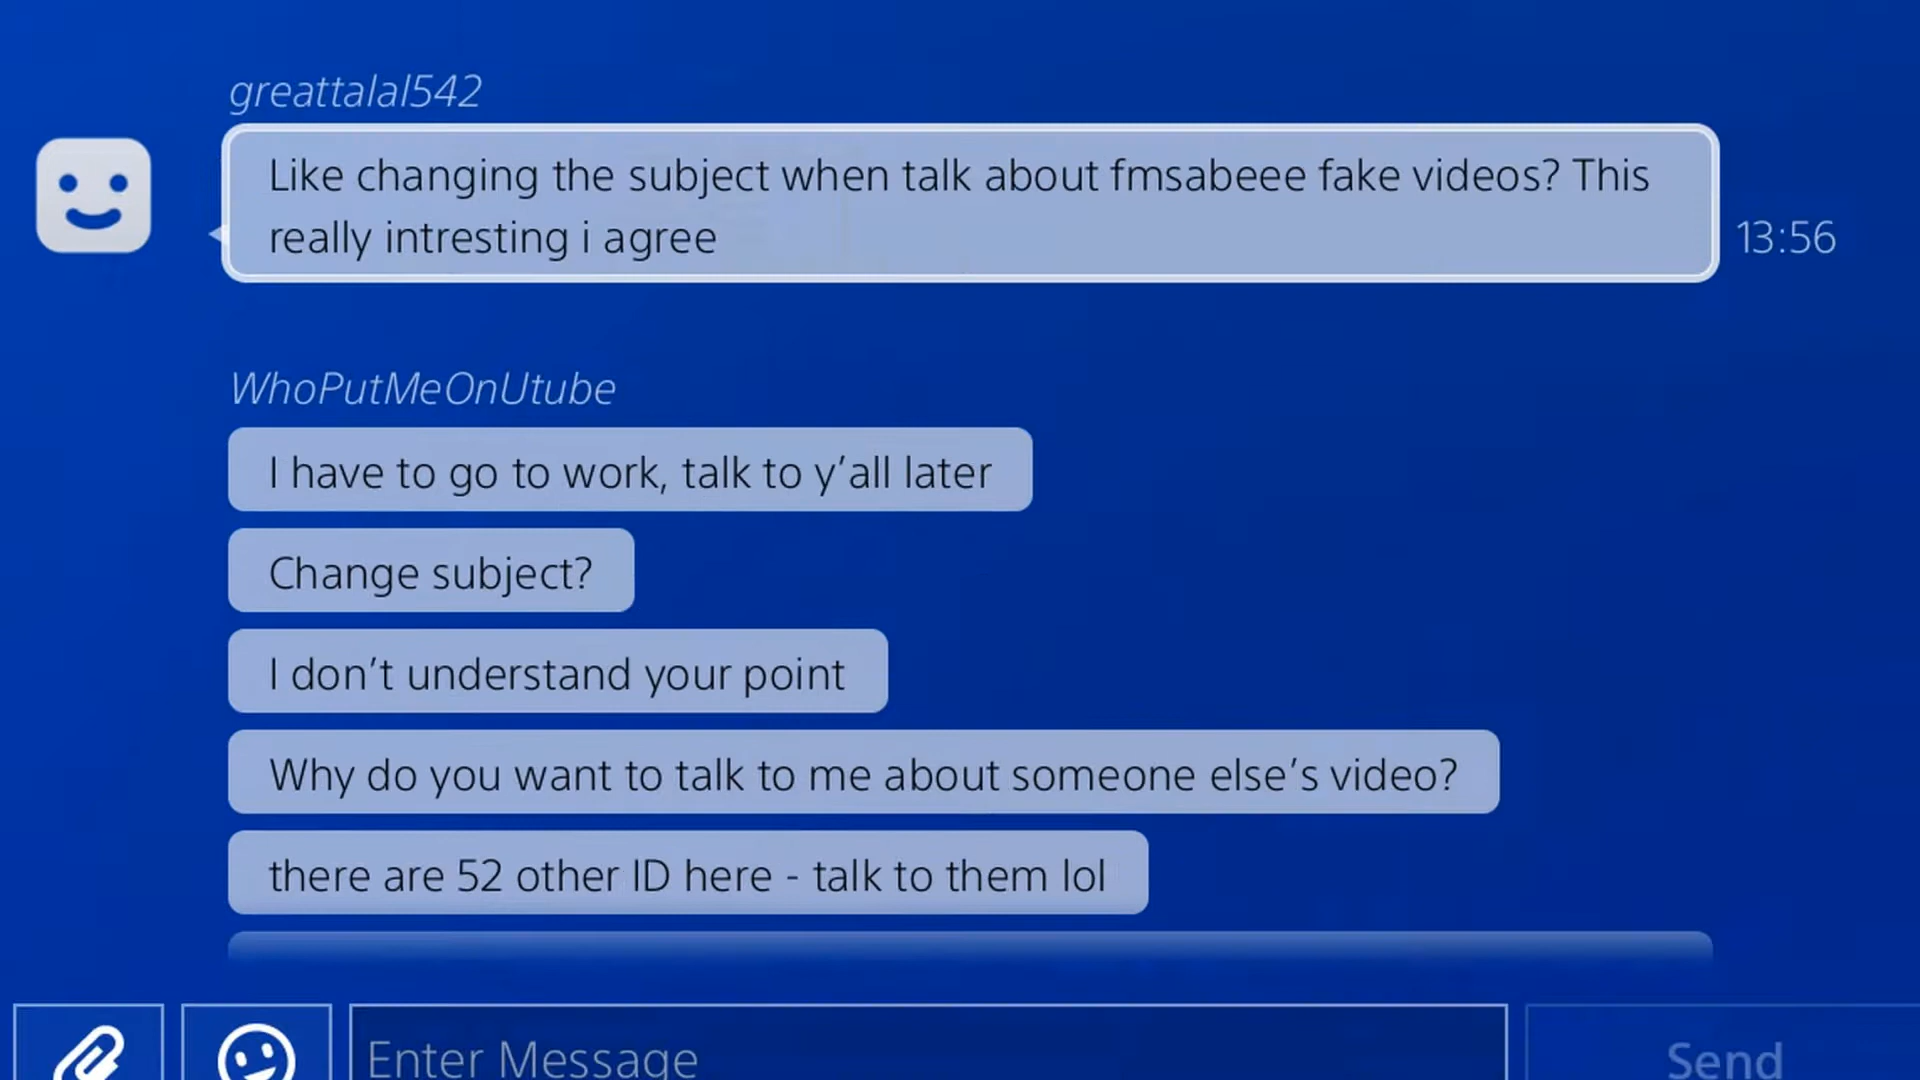 greattalal542
Like changing the subject when talk about fmsabeee fake videos? This
really intresting i agree
13:56
WhoPutMeOnUtube
I have to go to work, talk to y’all later
Change subject?
I don’t understand your point
Why do you want to talk to me about someone else’s video?
there are 52 other ID here - talk to them lol
Enter Message
Send